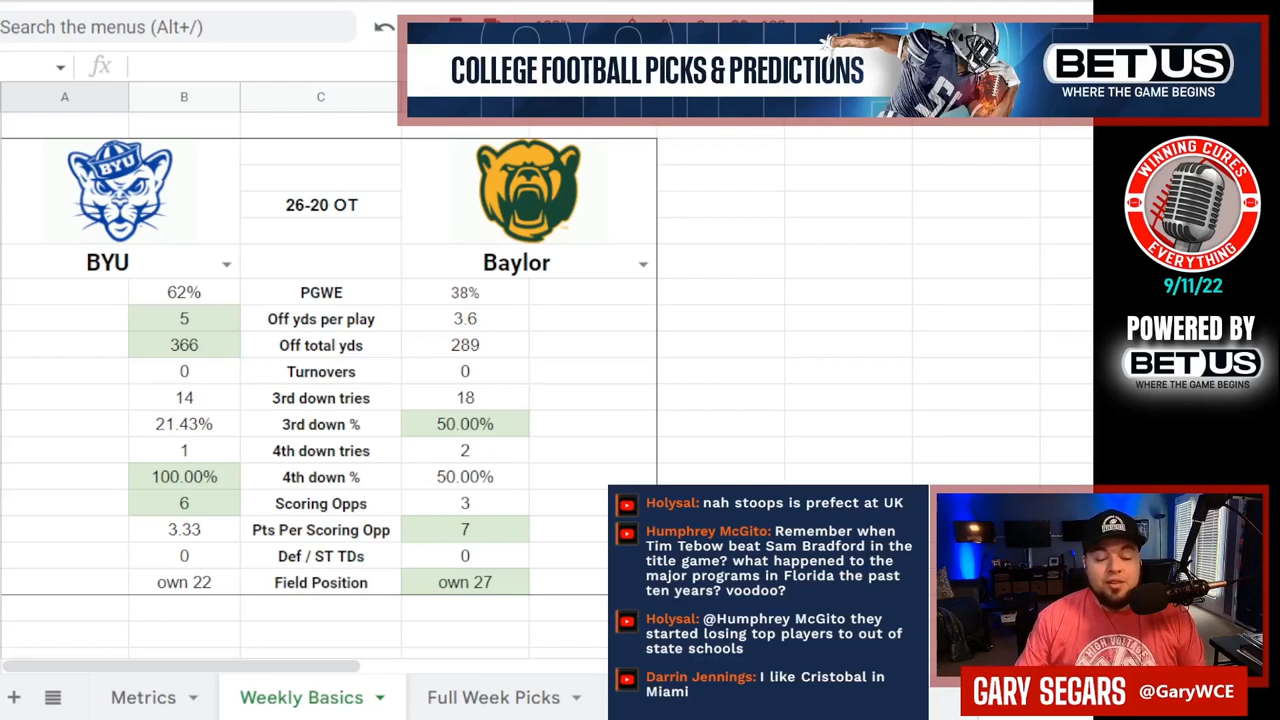 Search the menus (Alt+/)
fx
A B C
COLLEGE FOOTBALL PICKS & PREDICTIONS
BETUS
WHERE THE GAME BEGINS
BYU
26-20 OT
BYU Baylor
62% PGWE 38%
5 Off yds per play 3.6
366 Off total yds 289
0 Turnovers 0
14 3rd down tries 18
21.43% 3rd down % 50.00%
1 4th down tries 2
100.00% 4th down % 50.00%
6 Scoring Opps 3
3.33 Pts Per Scoring Opp 7
0 Def / ST TDs 0
own 22 Field Position own 27
Metrics Weekly Basics Full Week Picks
WINNING CURES
EVERYTHING
9/11/22
POWERED BY
BETUS
WHERE THE GAME BEGINS
Holysal: nah stoops is prefect at UK
Humphrey McGito: Remember when
Tim Tebow beat Sam Bradford in the
title game? what happened to the
major programs in Florida the past
ten years? voodoo?
Holysal: @Humphrey McGito they
started losing top players to out of
state schools
Darrin Jennings: I like Cristobal in
Miami
HIGH VOLTAGE
GARY SEGARS @GaryWCE